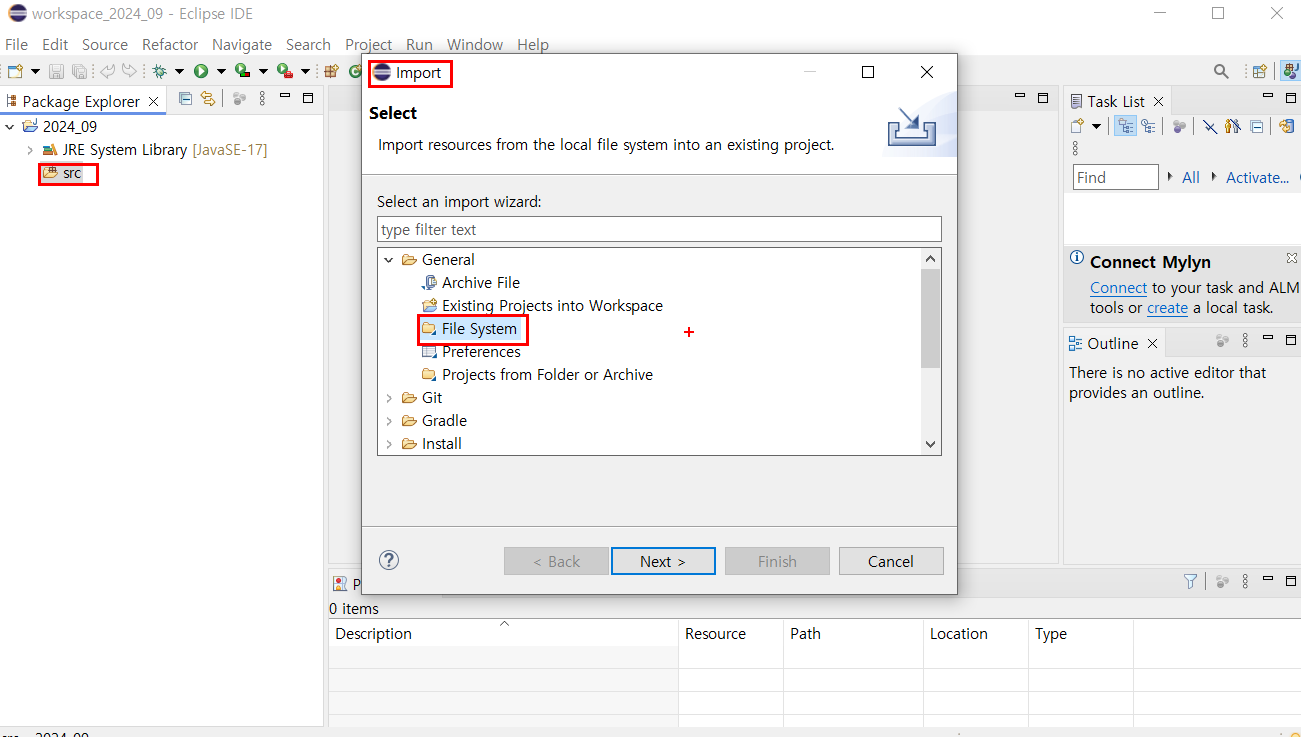 workspace_2024_09 - Eclipse IDE
File Edit Source Refactor Navigate Search Project Run Window Help
Package Explorer
2024_09
JRE System Library [JavaSE-17]
src
Import
Select
Import resources from the local file system into an existing project.
Select an import wizard:
type filter text
General
Archive File
Existing Projects into Workspace
File System
Preferences
Projects from Folder or Archive
Git
Gradle
Install
< Back Next > Finish Cancel
Task List
Find All Activate...
Connect Mylyn
Connect to your task and ALM
tools or create a local task.
Outline
There is no active editor that
provides an outline.
0 items
Description Resource Path Location Type